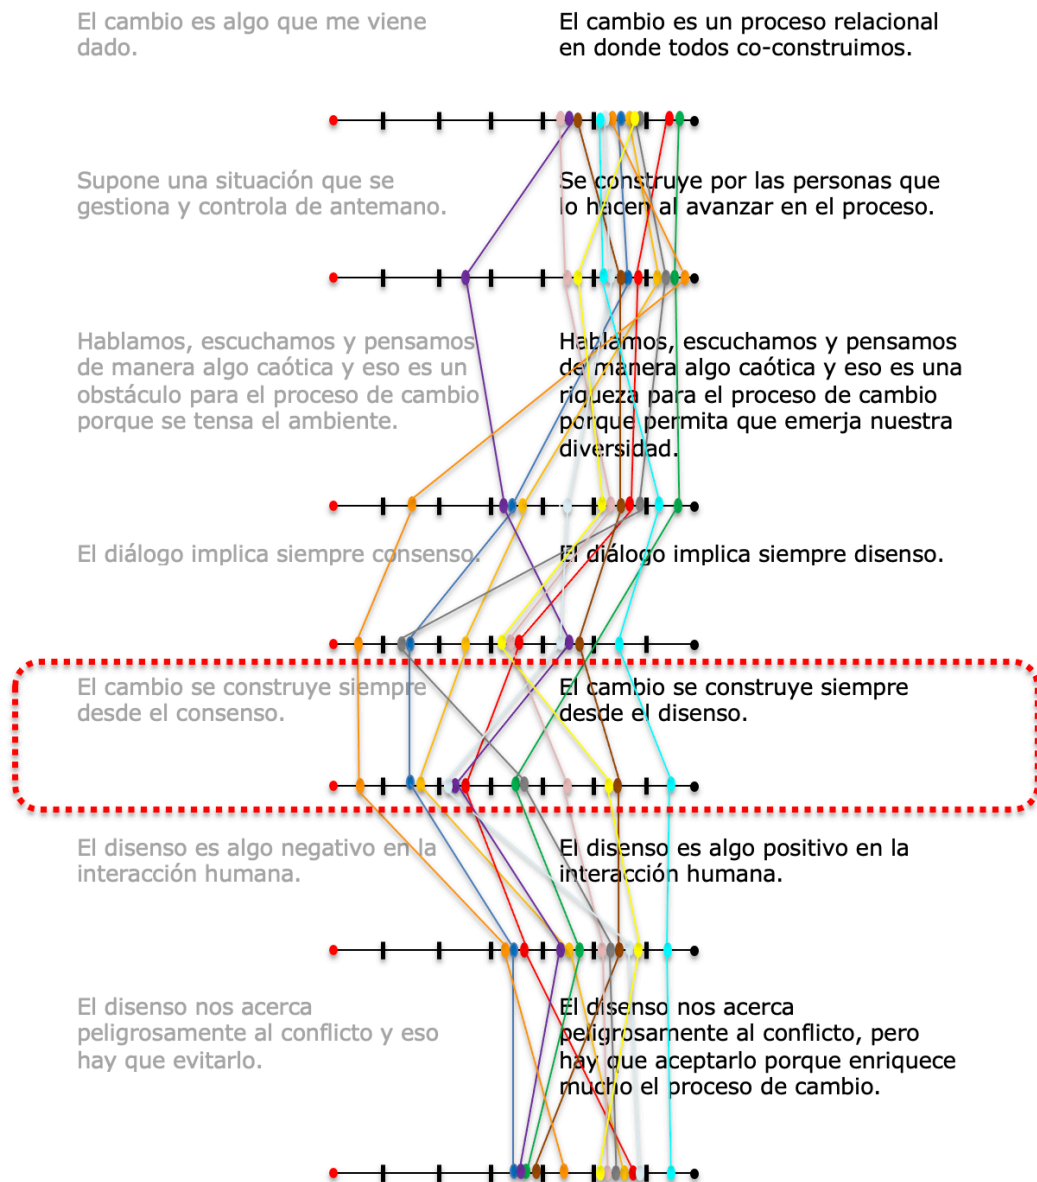 El cambio es algo que me viene
dado.
El cambio es un proceso relacional
en donde todos co-construimos.
Supone una situación que se
gestiona y controla de antemano.
Se construye por las personas que
lo hacen al avanzar en el proceso.
Hablamos, escuchamos y pensamos
de manera algo caótica y eso es un
obstáculo para el proceso de cambio
porque se tensa el ambiente.
Hablamos, escuchamos y pensamos
de manera algo caótica y eso es una
riqueza para el proceso de cambio
porque permita que emerja nuestra
diversidad.
El diálogo implica siempre consenso.
El diálogo implica siempre disenso.
El cambio se construye siempre
desde el consenso.
El cambio se construye siempre
desde el disenso.
El disenso es algo negativo en la
interacción humana.
El disenso es algo positivo en la
interacción humana.
El disenso nos acerca
peligrosamente al conflicto y eso
hay que evitarlo.
El disenso nos acerca
peligrosamente al conflicto, pero
hay que aceptarlo porque enriquece
mucho el proceso de cambio.